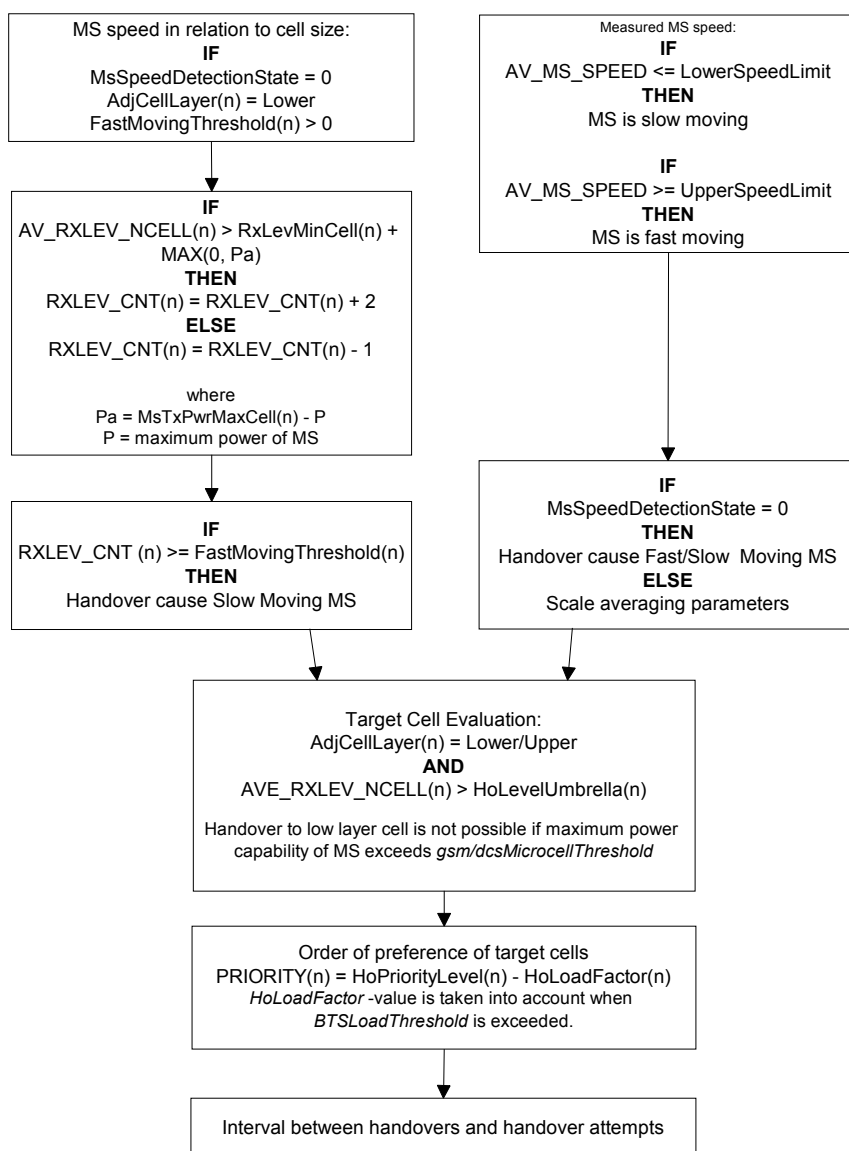 MS speed in relation to cell size:
IF
MsSpeedDetectionState = 0
AdjCellLayer(n) = Lower
FastMovingThreshold(n) > 0
IF
AV_RXLEV_NCELL(n) > RxLevMinCell(n) +
MAX(0, Pa)
THEN
RXLEV_CNT(n) = RXLEV_CNT(n) + 2
ELSE
RXLEV_CNT(n) = RXLEV_CNT(n) - 1
where
Pa = MsTxPwrMaxCell(n) - P
P = maximum power of MS
IF
RXLEV_CNT (n) >= FastMovingThreshold(n)
THEN
Handover cause Slow Moving MS
Measured MS speed:
IF
AV_MS_SPEED <= LowerSpeedLimit
THEN
MS is slow moving
IF
AV_MS_SPEED >= UpperSpeedLimit
THEN
MS is fast moving
IF
MsSpeedDetectionState = 0
THEN
Handover cause Fast/Slow Moving MS
ELSE
Scale averaging parameters
Target Cell Evaluation:
AdjCellLayer(n) = Lower/Upper
AND
AVE_RXLEV_NCELL(n) > HoLevelUmbrella(n)
Handover to low layer cell is not possible if maximum power
capability of MS exceeds gsm/dcsMicrocellThreshold
Order of preference of target cells
PRIORITY(n) = HoPriorityLevel(n) - HoLoadFactor(n)
HoLoadFactor -value is taken into account when
BTSLoadThreshold is exceeded.
Interval between handovers and handover attempts